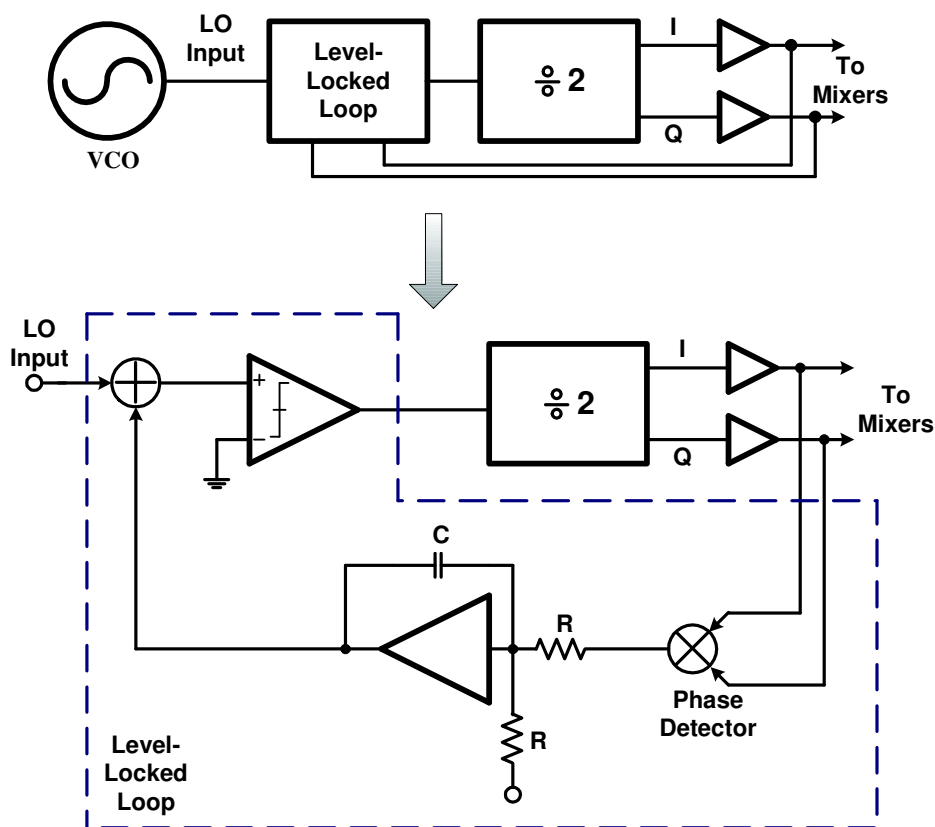 LO
Input
Level-
Locked
Loop
÷ 2
I
Q
To
Mixers
VCO
LO
Input
+
−
÷ 2
I
Q
To
Mixers
C
R
R
Phase
Detector
Level-
Locked
Loop